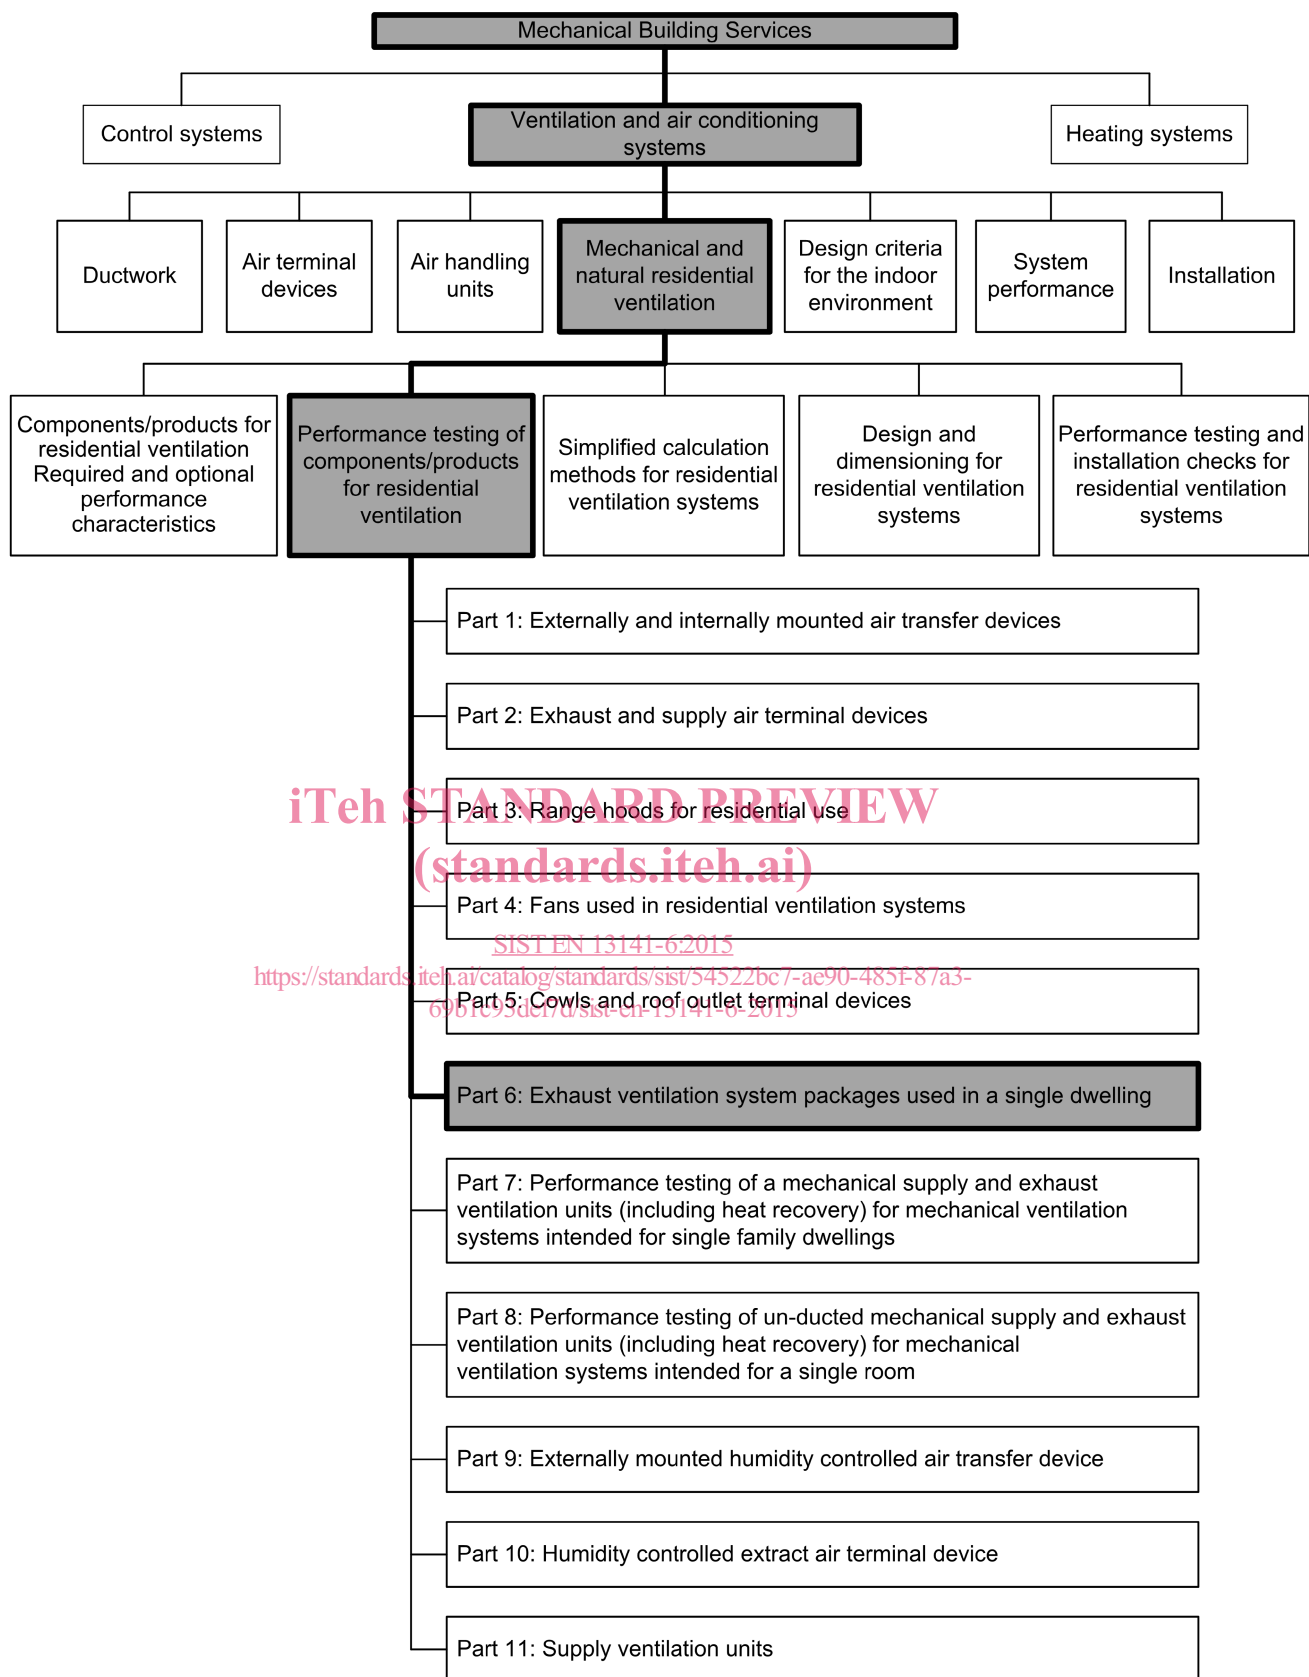 Mechanical Building Services
Control systems
Ventilation and air conditioning
systems
Heating systems
Ductwork
Air terminal
devices
Air handling
units
Mechanical and
natural residential
ventilation
Design criteria
for the indoor
environment
System
performance
Installation
Components/products for
residential ventilation
Required and optional
performance
characteristics
Performance testing of
components/products
for residential
ventilation
Simplified calculation
methods for residential
ventilation systems
Design and
dimensioning for
residential ventilation
systems
Performance testing and
installation checks for
residential ventilation
systems
Part 1: Externally and internally mounted air transfer devices
Part 2: Exhaust and supply air terminal devices
iTeh STANDARD PREVIEW
Part 3: Range hoods for residential use
(standards.iteh.ai)
Part 4: Fans used in residential ventilation systems
SIST EN 13141-6:2015
https://standards.iteh.ai/catalog/standards/sist/54522bc7-ae90-485f-87a3-
Part 5: Cowls and roof outlet terminal devices
69b1c93def7d/sist-en-13141-6-2015
Part 6: Exhaust ventilation system packages used in a single dwelling
Part 7: Performance testing of a mechanical supply and exhaust
ventilation units (including heat recovery) for mechanical ventilation
systems intended for single family dwellings
Part 8: Performance testing of un-ducted mechanical supply and exhaust
ventilation units (including heat recovery) for mechanical
ventilation systems intended for a single room
Part 9: Externally mounted humidity controlled air transfer device
Part 10: Humidity controlled extract air terminal device
Part 11: Supply ventilation units